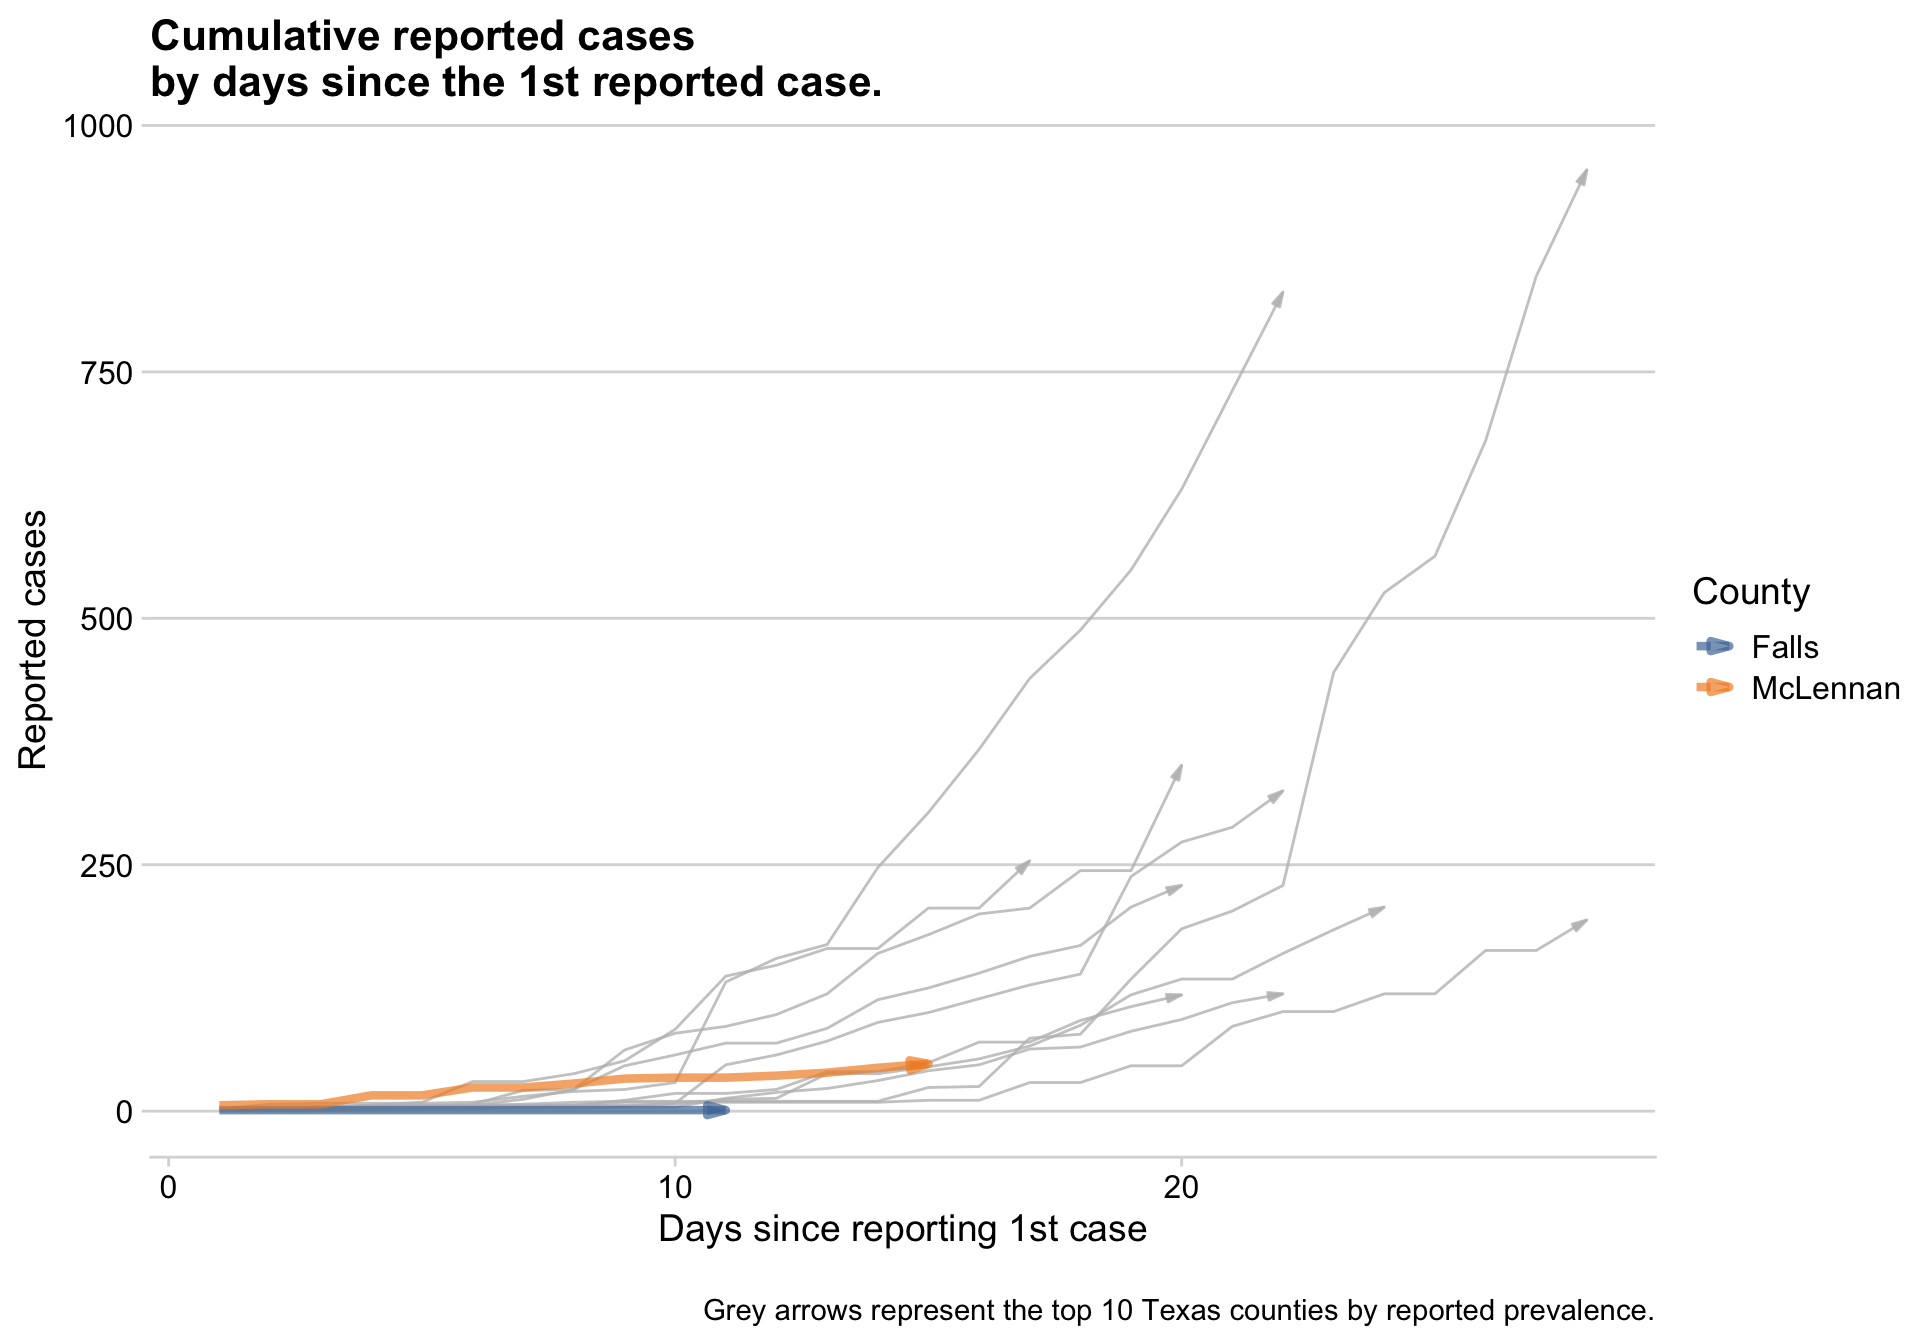 Cumulative reported cases
by days since the 1st reported case.
1000
750
500
250
0
Reported cases
0 10 20
Days since reporting 1st case
County
Falls
McLennan
Grey arrows represent the top 10 Texas counties by reported prevalence.